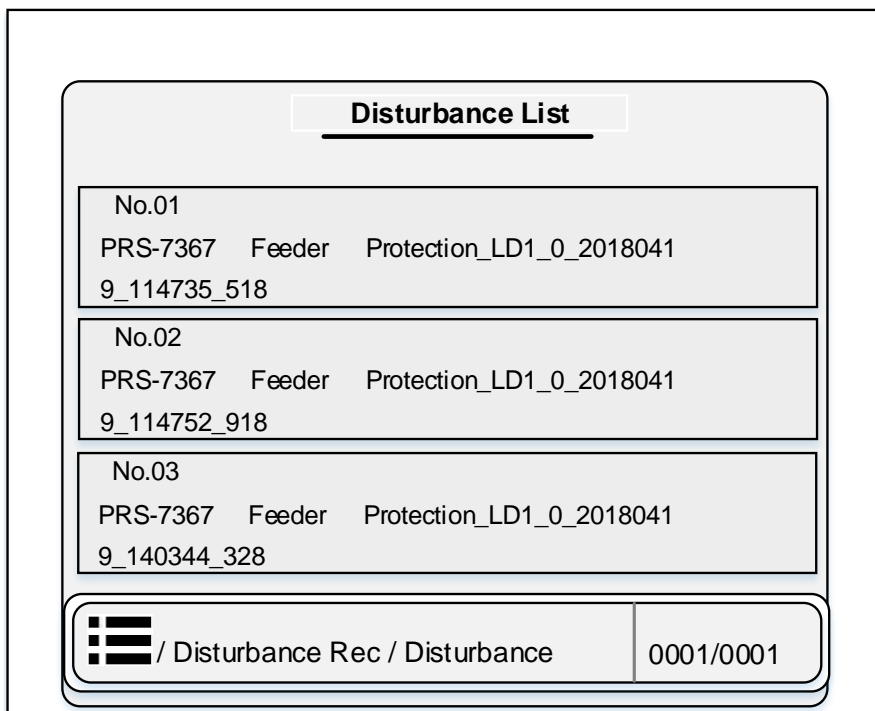 Disturbance List
No.01
PRS-7367 Feeder Protection_LD1_0_2018041
9_114735_518
No.02
PRS-7367 Feeder Protection_LD1_0_2018041
9_114752_918
No.03
PRS-7367 Feeder Protection_LD1_0_2018041
9_140344_328
/ Disturbance Rec / Disturbance 0001/0001